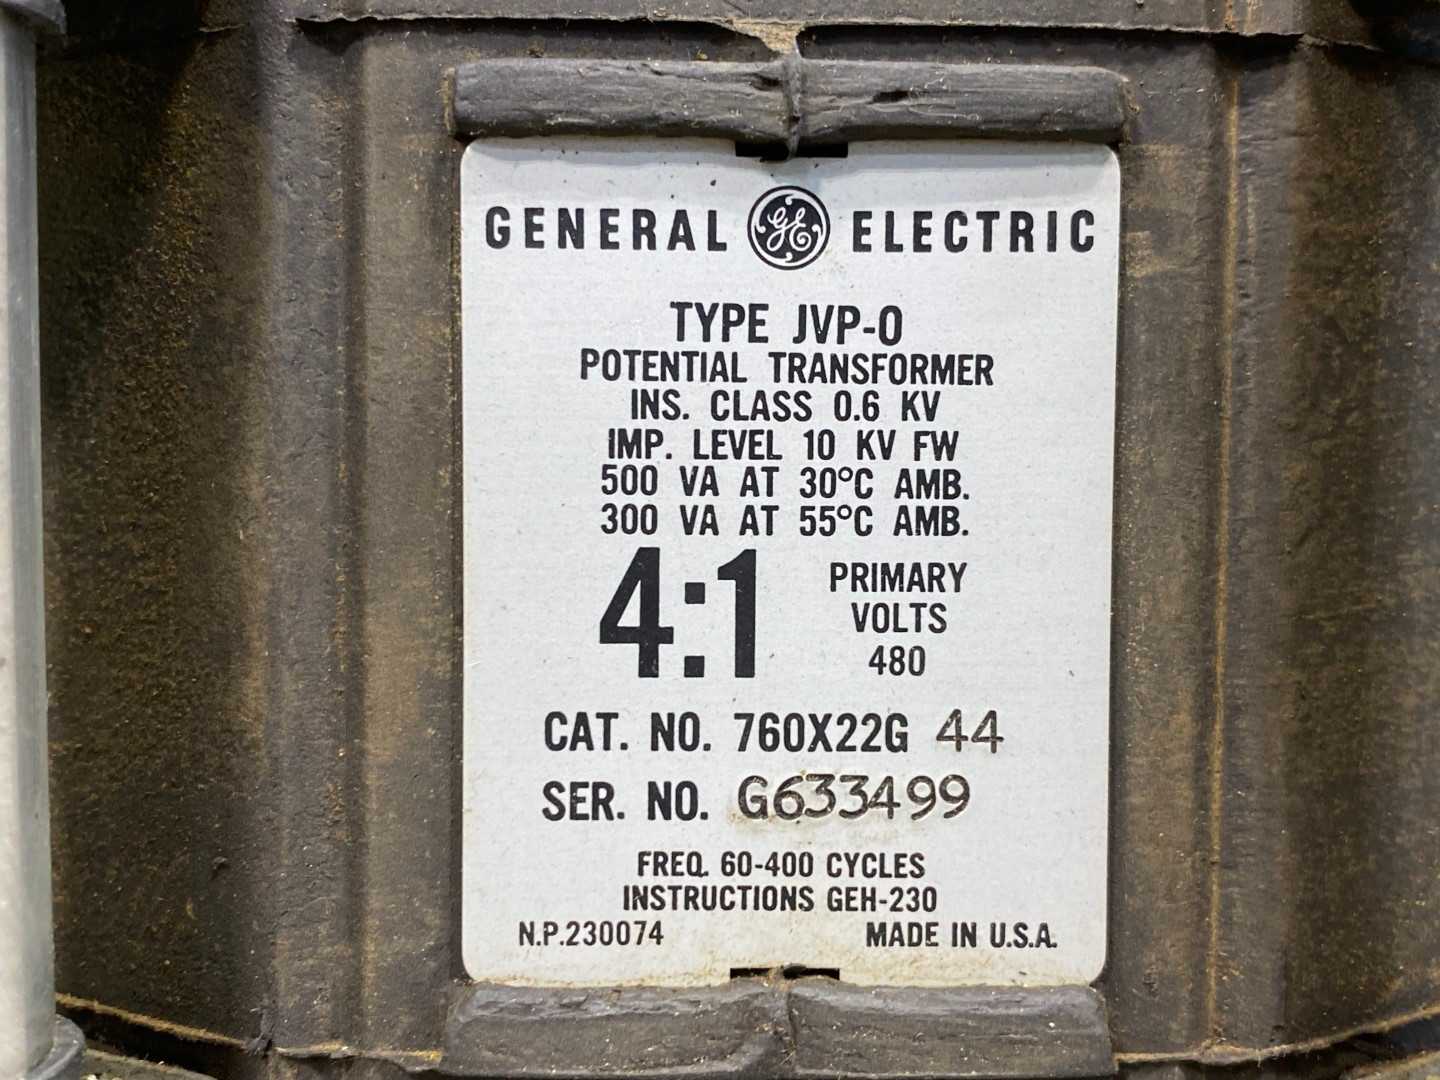 GENERAL GE ELECTRIC
TYPE JVP-0
POTENTIAL TRANSFORMER
INS. CLASS 0.6 KV
IMP. LEVEL 10 KV FW
500 VA AT 30°C AMB.
300 VA AT 55°C AMB.
4:1 PRIMARY
VOLTS
480
CAT. NO. 760X22G 44
SER. NO. G633499
FREQ. 60-400 CYCLES
INSTRUCTIONS GEH-230
N.P.230074 MADE IN U.S.A.